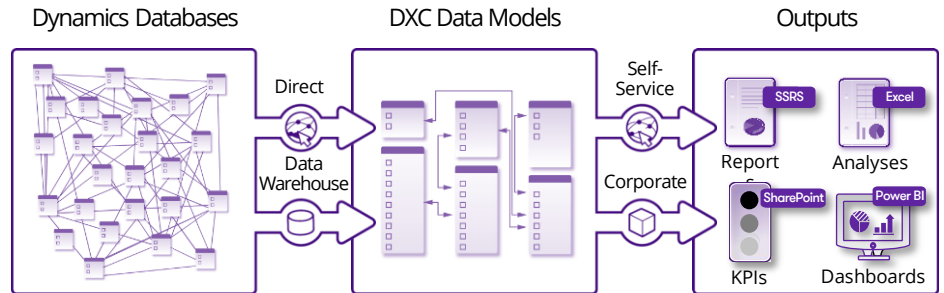 Dynamics Databases
DXC Data Models
Outputs
Direct
Data
Warehouse
Self-
Service
Corporate
SSRS
Report
s
Excel
Analyses
SharePoint
KPIs
Power BI
Dashboards